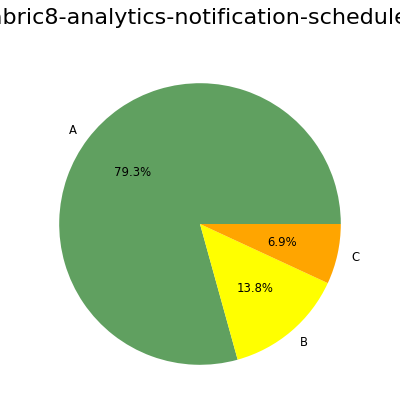 abric8-analytics-notification-schedule
A
79.3%
6.9%
C
13.8%
B